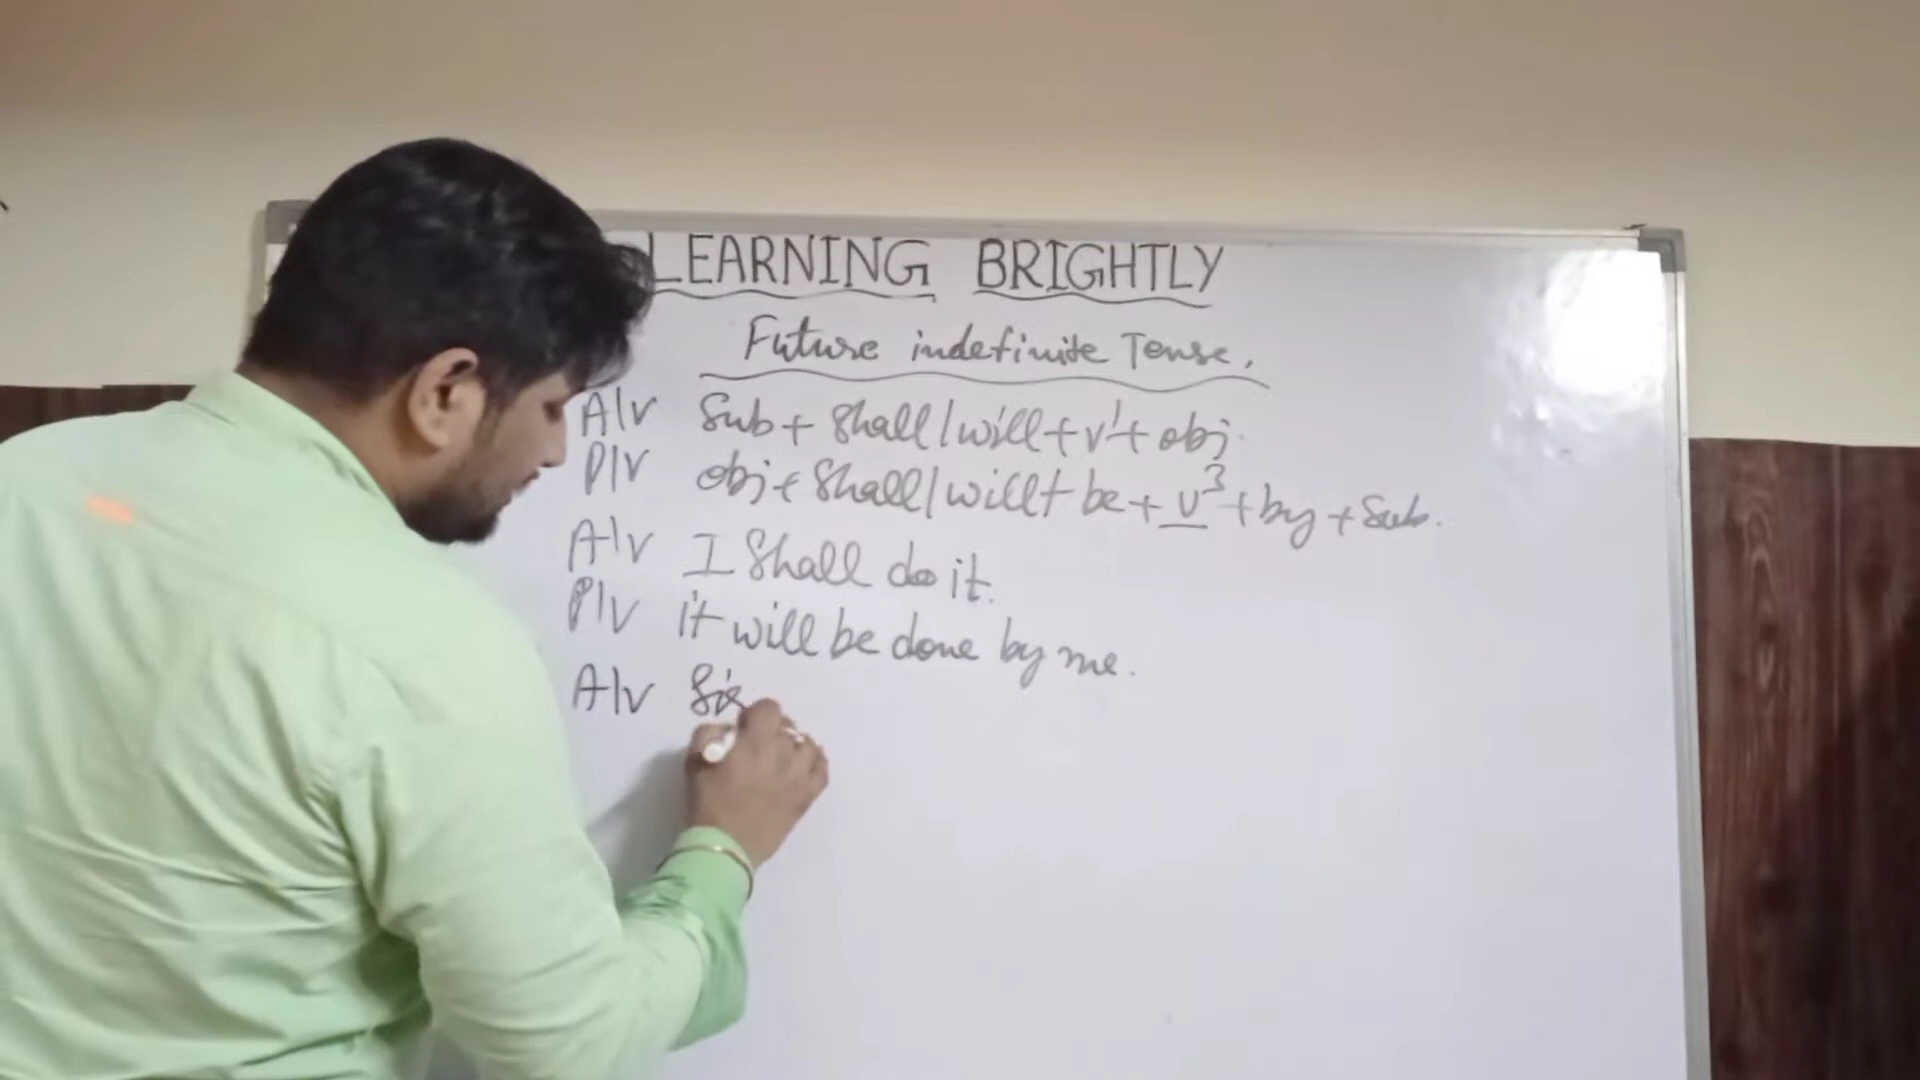 LEARNING BRIGHTLY
Future indefinite Tense.
A/V Sub + Shall/will + V¹ + obj.
P/V obj + Shall/will + be + V³ + by + Sub.
A/V I Shall do it.
P/V it will be done by me.
A/V